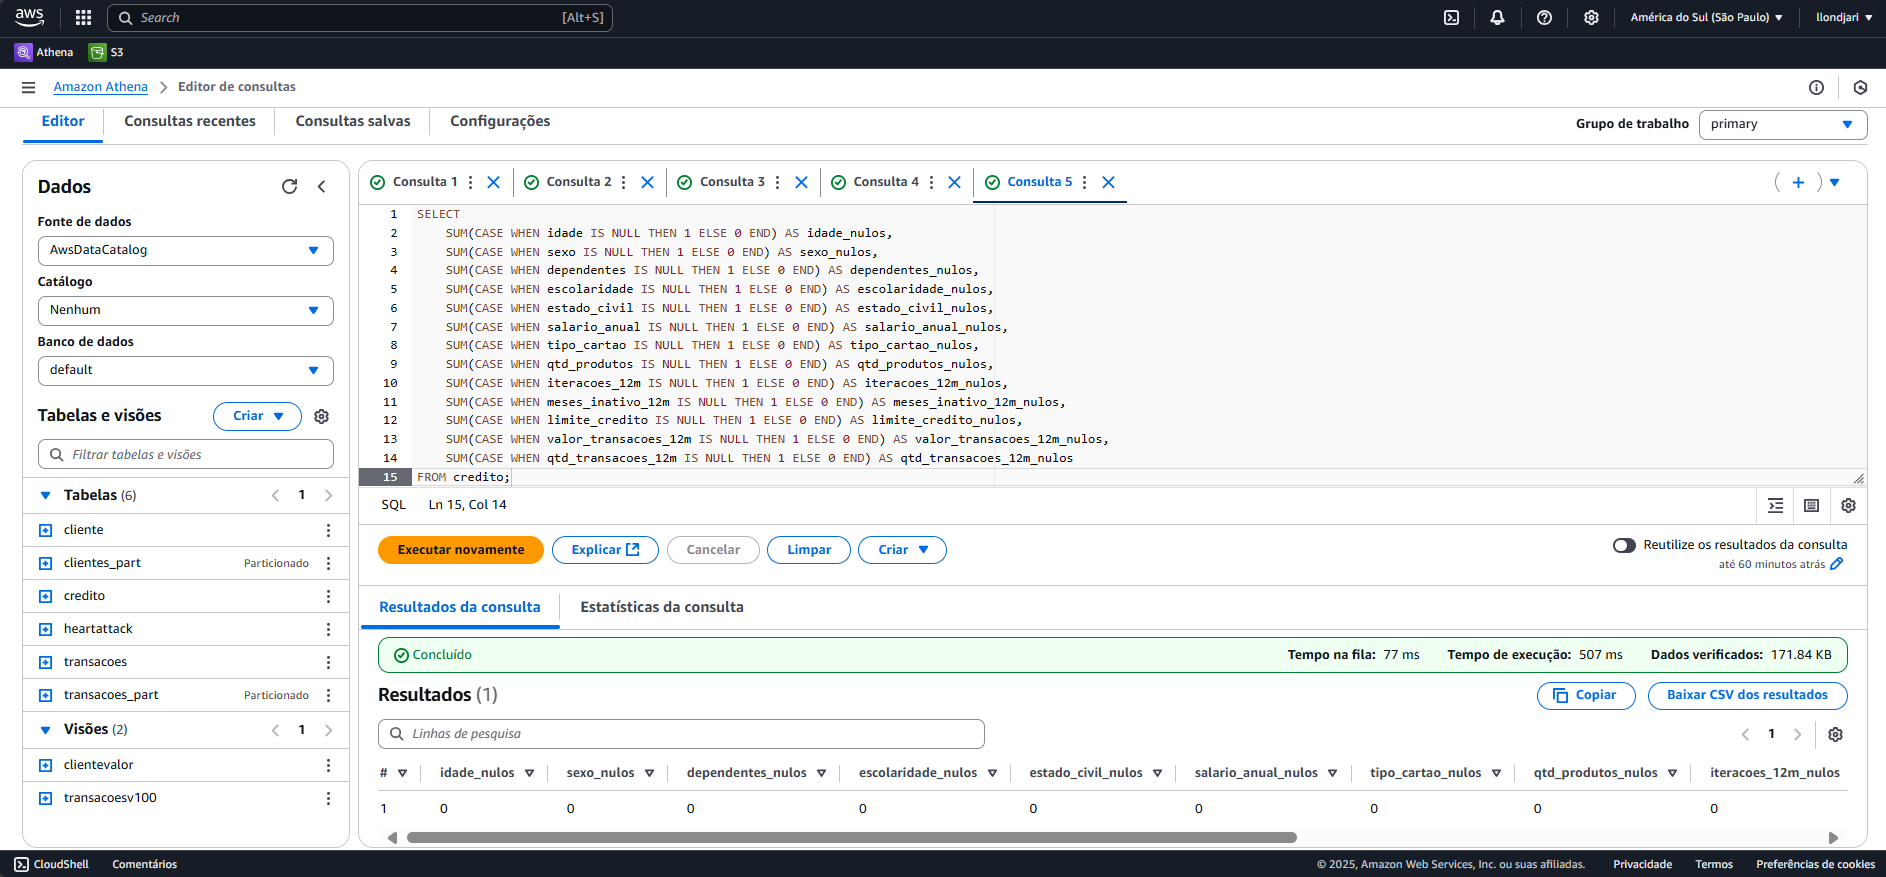 aws
Search [Alt+S]
América do Sul (São Paulo) llondjari
Athena S3
Amazon Athena Editor de consultas
Editor Consultas recentes Consultas salvas Configurações
Grupo de trabalho primary
Dados
Fonte de dados
AwsDataCatalog
Catálogo
Nenhum
Banco de dados
default
Tabelas e visões Criar
Filtrar tabelas e visões
Tabelas (6) 1
cliente
clientes_part Particionado
credito
heartattack
transacoes
transacoes_part Particionado
Visões (2) 1
clientevalor
transacoesv100
Consulta 1 Consulta 2 Consulta 3 Consulta 4 Consulta 5
1 SELECT
2 SUM(CASE WHEN idade IS NULL THEN 1 ELSE 0 END) AS idade_nulos,
3 SUM(CASE WHEN sexo IS NULL THEN 1 ELSE 0 END) AS sexo_nulos,
4 SUM(CASE WHEN dependentes IS NULL THEN 1 ELSE 0 END) AS dependentes_nulos,
5 SUM(CASE WHEN escolaridade IS NULL THEN 1 ELSE 0 END) AS escolaridade_nulos,
6 SUM(CASE WHEN estado_civil IS NULL THEN 1 ELSE 0 END) AS estado_civil_nulos,
7 SUM(CASE WHEN salario_anual IS NULL THEN 1 ELSE 0 END) AS salario_anual_nulos,
8 SUM(CASE WHEN tipo_cartao IS NULL THEN 1 ELSE 0 END) AS tipo_cartao_nulos,
9 SUM(CASE WHEN qtd_produtos IS NULL THEN 1 ELSE 0 END) AS qtd_produtos_nulos,
10 SUM(CASE WHEN iteracoes_12m IS NULL THEN 1 ELSE 0 END) AS iteracoes_12m_nulos,
11 SUM(CASE WHEN meses_inativo_12m IS NULL THEN 1 ELSE 0 END) AS meses_inativo_12m_nulos,
12 SUM(CASE WHEN limite_credito IS NULL THEN 1 ELSE 0 END) AS limite_credito_nulos,
13 SUM(CASE WHEN valor_transacoes_12m IS NULL THEN 1 ELSE 0 END) AS valor_transacoes_12m_nulos,
14 SUM(CASE WHEN qtd_transacoes_12m IS NULL THEN 1 ELSE 0 END) AS qtd_transacoes_12m_nulos
15 FROM credito;
SQL Ln 15, Col 14
Executar novamente Explicar Cancelar Limpar Criar
Reutilize os resultados da consulta
até 60 minutos atrás
Resultados da consulta Estatísticas da consulta
Concluído Tempo na fila: 77 ms Tempo de execução: 507 ms Dados verificados: 171.84 KB
Resultados (1) Copiar Baixar CSV dos resultados
Linhas de pesquisa 1
# idade_nulos sexo_nulos dependentes_nulos escolaridade_nulos estado_civil_nulos salario_anual_nulos tipo_cartao_nulos qtd_produtos_nulos iteracoes_12m_nulos
1 0 0 0 0 0 0 0 0 0
CloudShell Comentários © 2025, Amazon Web Services, Inc. ou suas afiliadas. Privacidade Termos Preferências de cookies